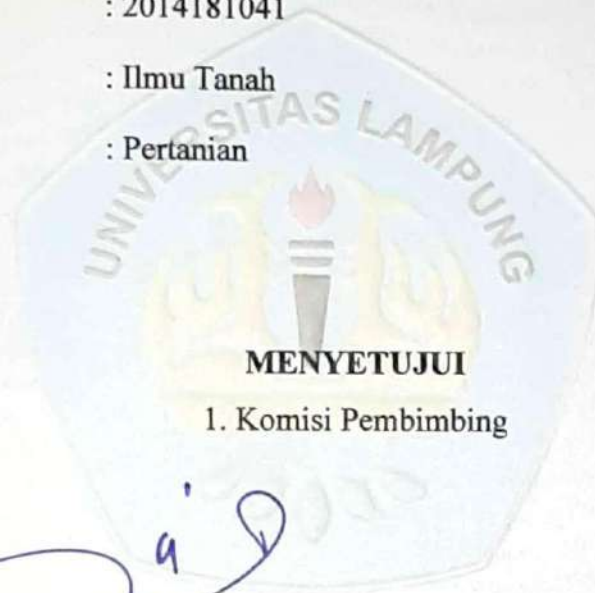 : 2014181041
: Ilmu Tanah
: Pertanian
UNIVERSITAS LAMPUNG
MENYETUJUI
1. Komisi Pembimbing